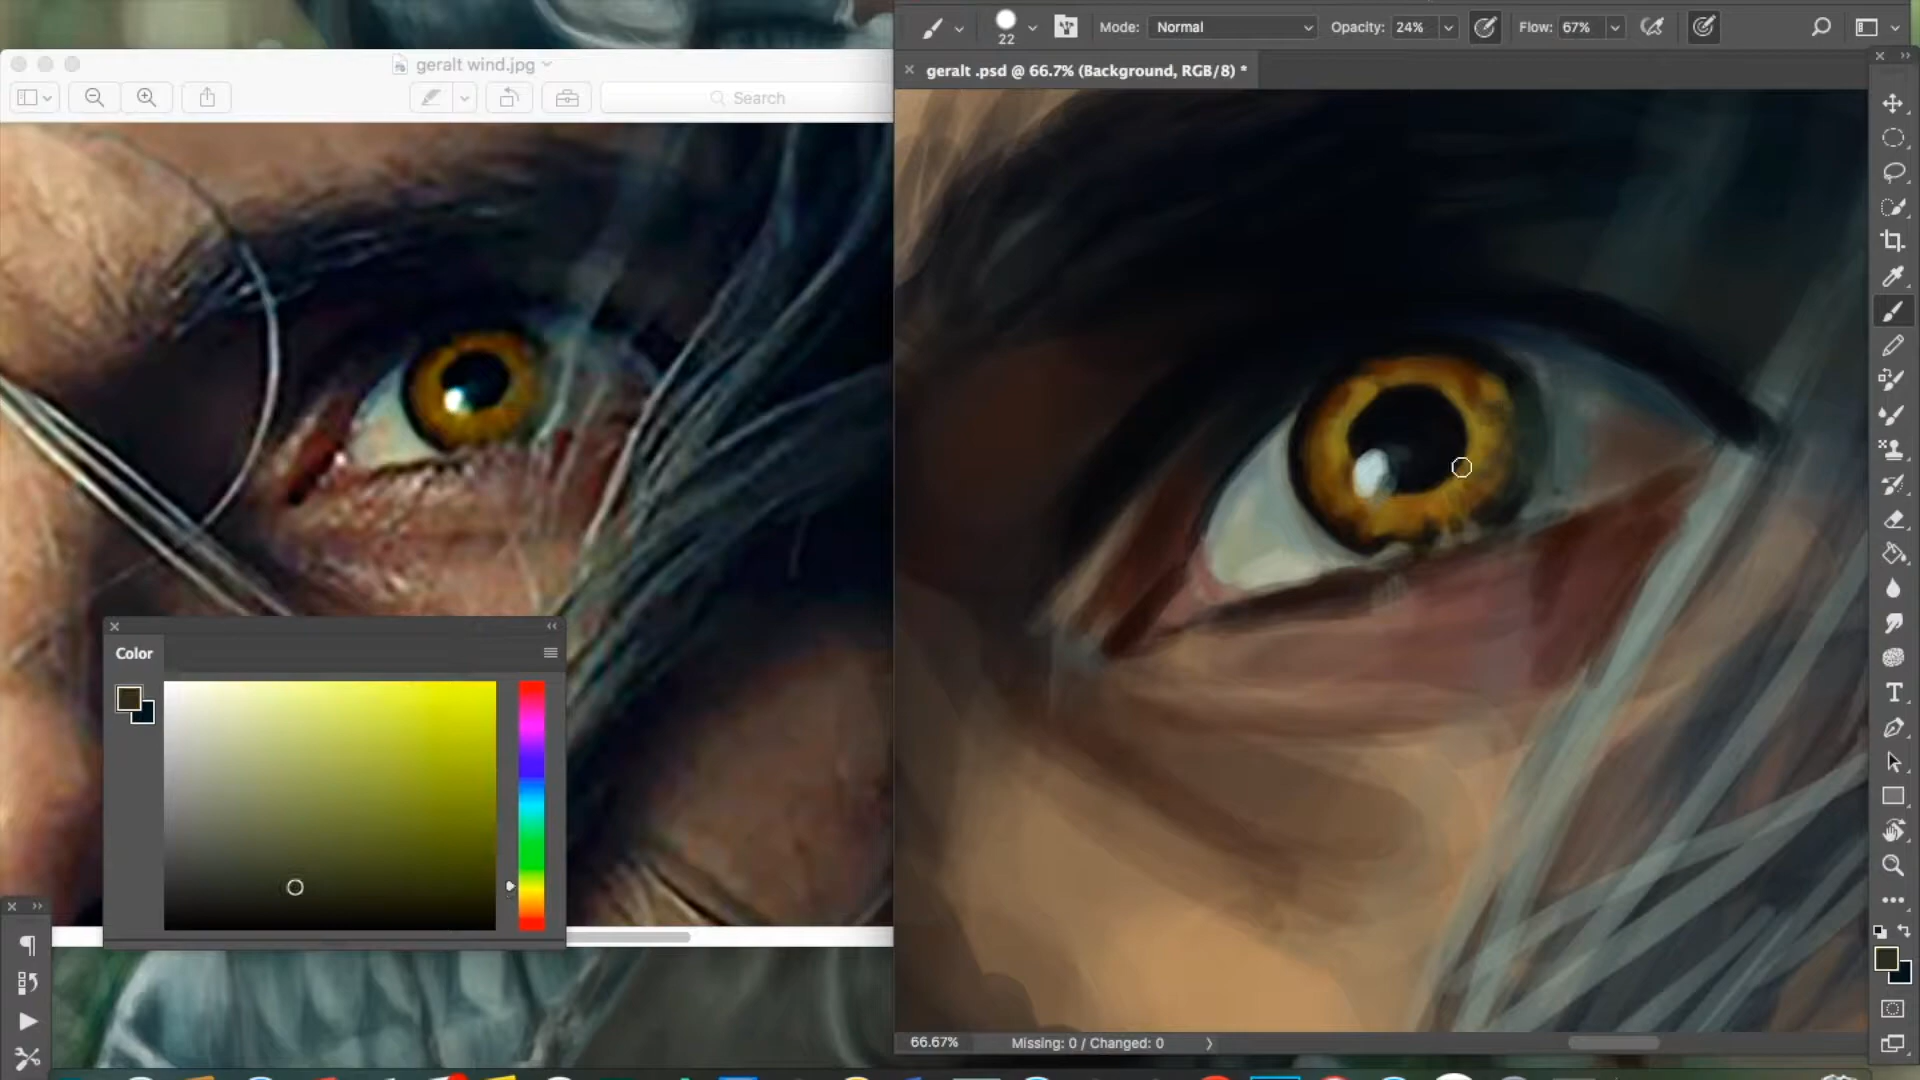 22
Mode: Normal
Opacity: 24%
Flow: 67%
geralt wind.jpg
geralt .psd @ 66.7% (Background, RGB/8) *
Search
Color
66.67%
Missing: 0 / Changed: 0